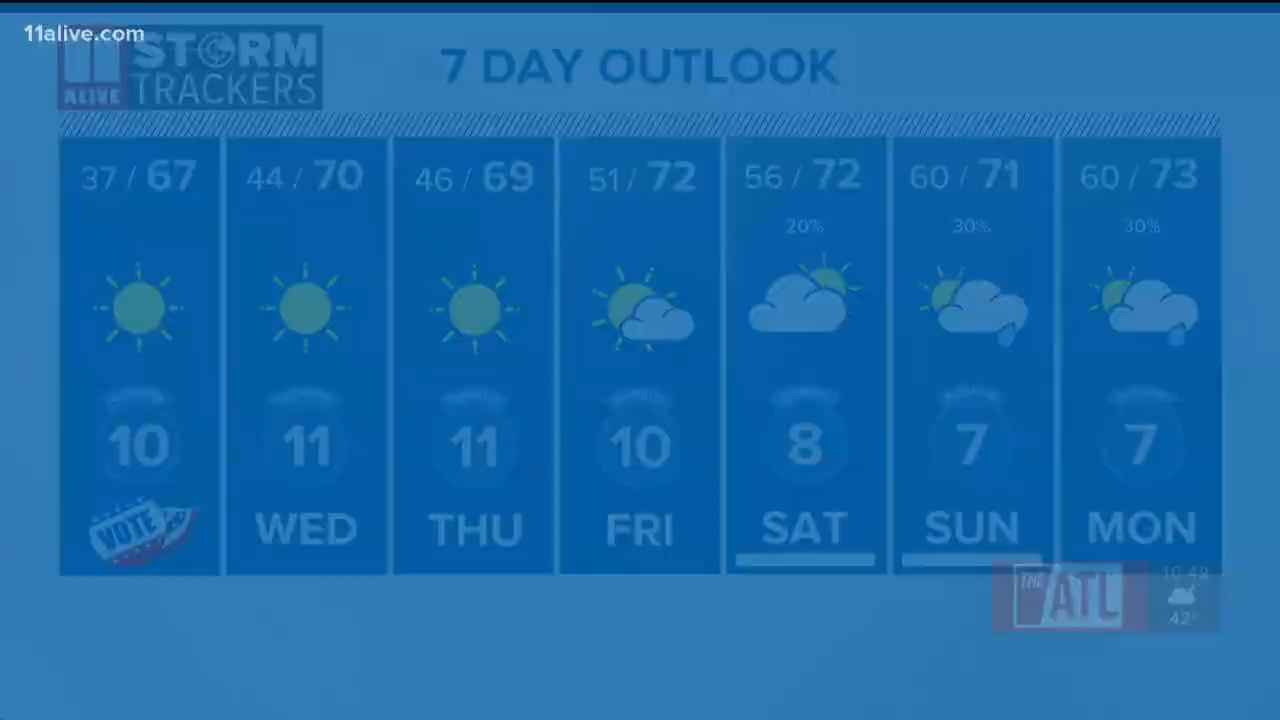 11alive.com
11 ALIVE STORM TRACKERS
7 DAY OUTLOOK
37 / 67 44 / 70 46 / 69 51 / 72 56 / 72 60 / 71 60 / 73
20% 30% 30%
10 11 11 10 8 7 7
VOTE WED THU FRI SAT SUN MON
THE ATL
10:49
42°